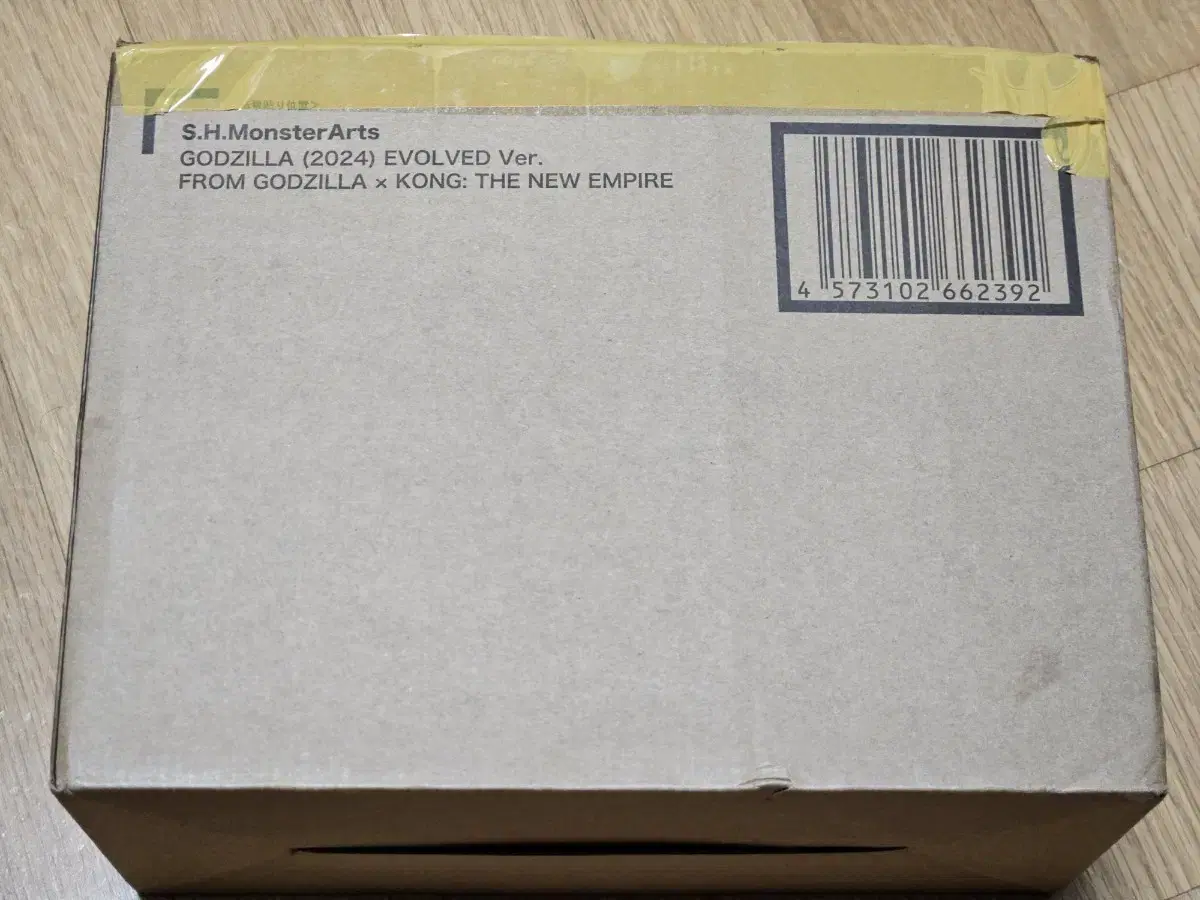 S.H.MonsterArts
GODZILLA (2024) EVOLVED Ver.
FROM GODZILLA × KONG: THE NEW EMPIRE
4 573102 662392